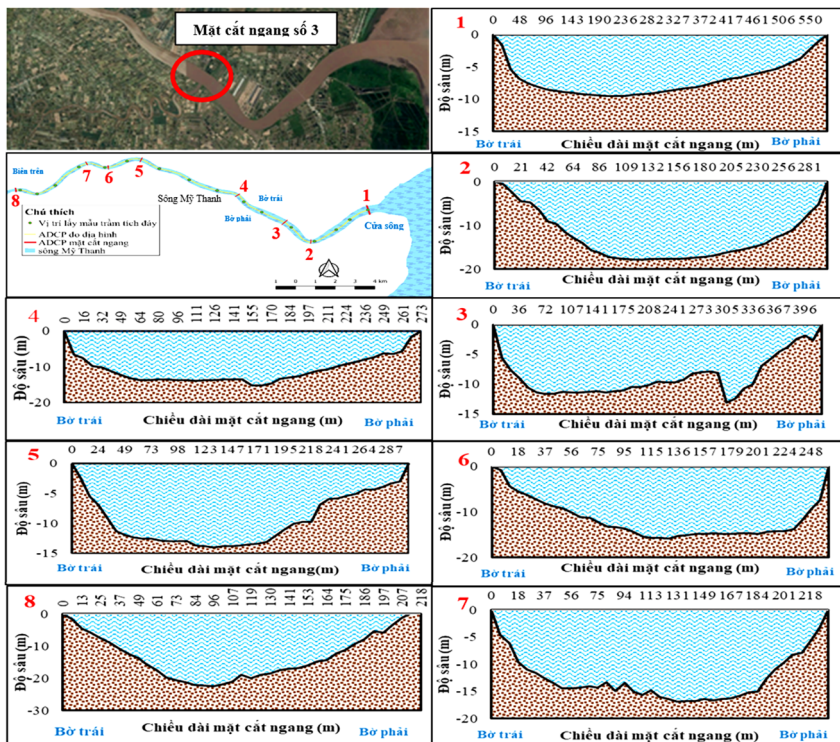 Mặt cắt ngang số 3
Biên trên
8
7
6
5
4
3
2
1
Sông Mỹ Thanh
Bờ trái
Bờ phải
Cửa sông
Chú thích
Vị trí lấy mẫu trầm tích đáy
ADCP đo địa hình
ADCP mặt cắt ngang
sông Mỹ Thanh
1 0 1 2 4 km
1
0 48 96 143 190 236 282 327 372 417 461 506 550
Độ sâu (m)
0
-5
-10
-15
Bờ trái Chiều dài mặt cắt ngang (m) Bờ phải
2
0 21 42 64 86 109 132 156 180 205 230 256 281
Độ sâu (m)
0
-10
-20
Bờ trái Chiều dài mặt cắt ngang (m) Bờ phải
4
0 16 32 49 64 80 96 111 126 141 155 170 184 197 211 224 236 249 261 273
Độ sâu (m)
0
-10
-20
Bờ trái Chiều dài mặt cắt ngang (m) Bờ phải
3
0 36 72 107 141 175 208 241 273 305 336 367 396
Độ sâu (m)
0
-5
-10
-15
Bờ trái Chiều dài mặt cắt ngang (m) Bờ phải
5
0 24 49 73 98 123 147 171 195 218 241 264 287
Độ sâu (m)
0
-5
-10
-15
Bờ trái Chiều dài mặt cắt ngang(m) Bờ phải
6
0 18 37 56 75 95 115 136 157 179 201 224 248
Độ sâu (m)
0
-10
-20
Bờ trái Chiều dài mặt cắt ngang (m) Bờ phải
8
0 13 25 37 49 61 73 84 96 107 119 130 141 153 164 175 186 197 207 218
Độ sâu (m)
0
-10
-20
-30
Bờ trái Chiều dài mặt cắt ngang (m) Bờ phải
7
0 18 37 56 75 94 113 131 149 167 184 201 218
Độ sâu (m)
0
-5
-10
-15
-20
Bờ trái Chiều dài mặt cắt ngang (m) Bờ phải